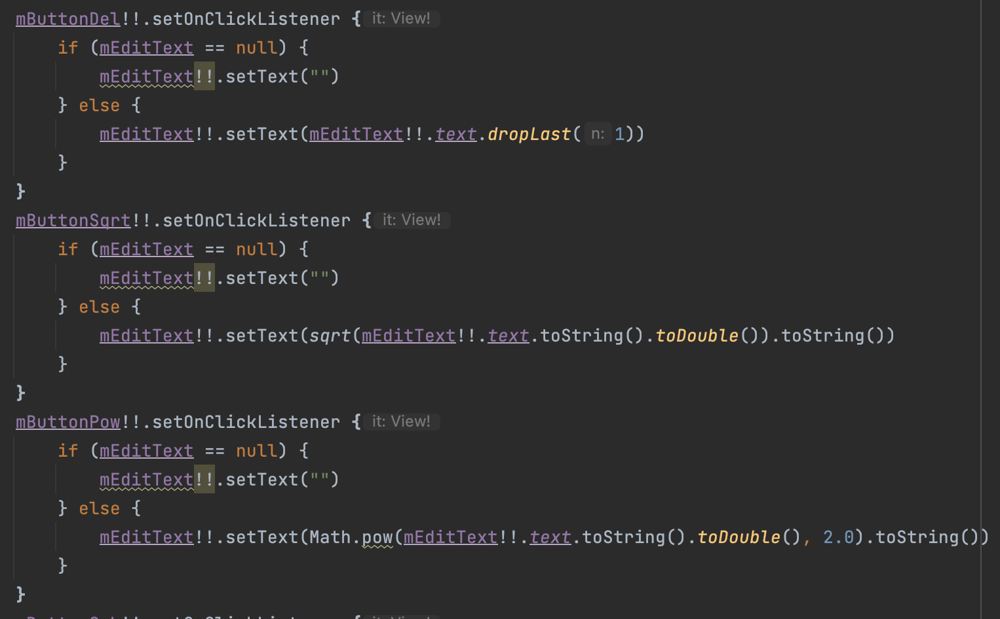 mButtonDel!!.setOnClickListener { it: View!
if (mEditText == null) {
mEditText!!.setText("")
} else {
mEditText!!.setText(mEditText!!.text.dropLast( n: 1))
}
}
mButtonSqrt!!.setOnClickListener { it: View!
if (mEditText == null) {
mEditText!!.setText("")
} else {
mEditText!!.setText(sqrt(mEditText!!.text.toString().toDouble()).toString())
}
}
mButtonPow!!.setOnClickListener { it: View!
if (mEditText == null) {
mEditText!!.setText("")
} else {
mEditText!!.setText(Math.pow(mEditText!!.text.toString().toDouble(), 2.0).toString())
}
}